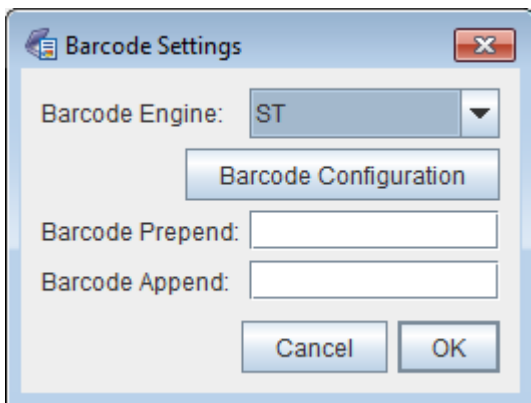 Barcode Settings
Barcode Engine: ST
Barcode Configuration
Barcode Prepend:
Barcode Append:
Cancel OK